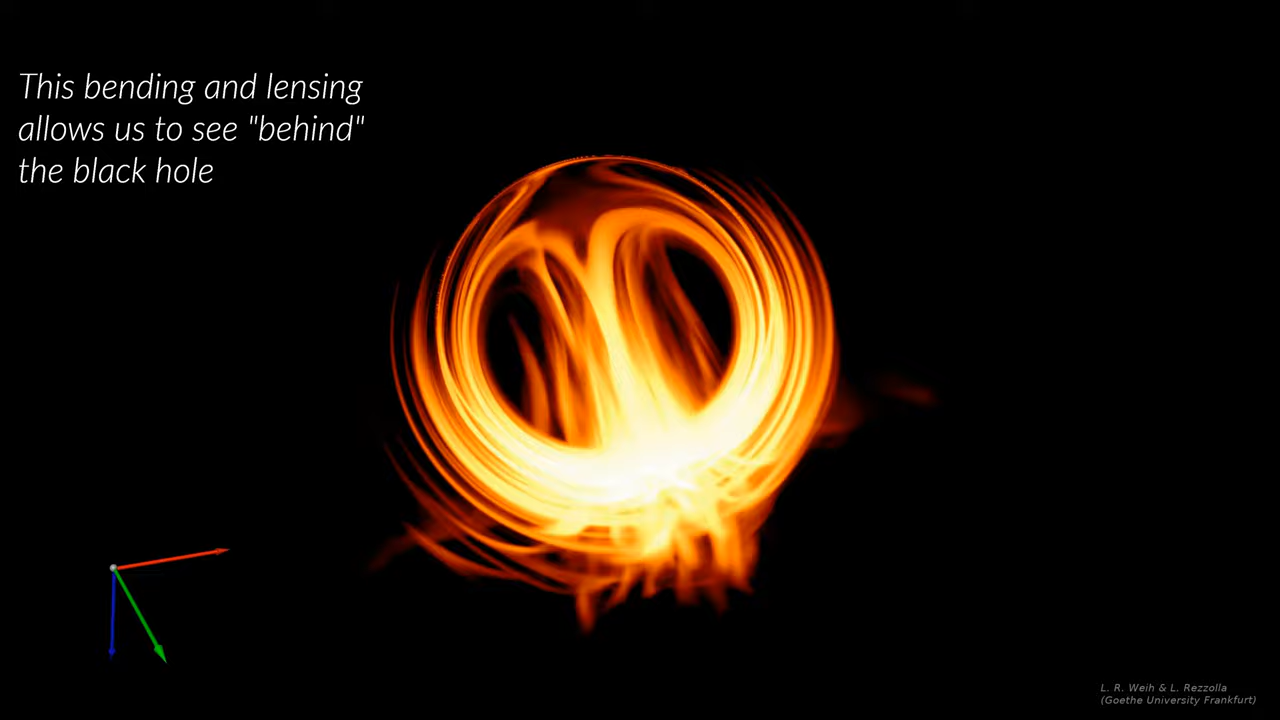 This bending and lensing
allows us to see "behind"
the black hole
L. R. Weih & L. Rezzolla
(Goethe University Frankfurt)